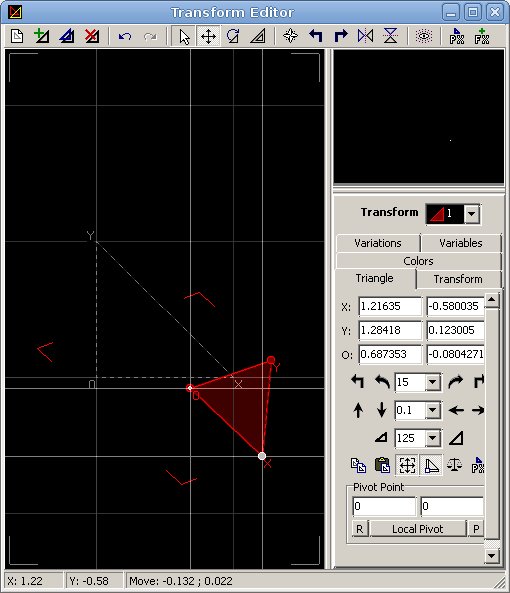 Transform Editor
Transform 1
Variations Variables
Colors
Triangle Transform
X: 1.21635 -0.580035
Y: 1.28418 0.123005
O: 0.687353 -0.0804271
15
0.1
125
Pivot Point
0 0
R Local Pivot P
Y
O X
Y
O
X
X: 1.22 Y: -0.58 Move: -0.132 ; 0.022